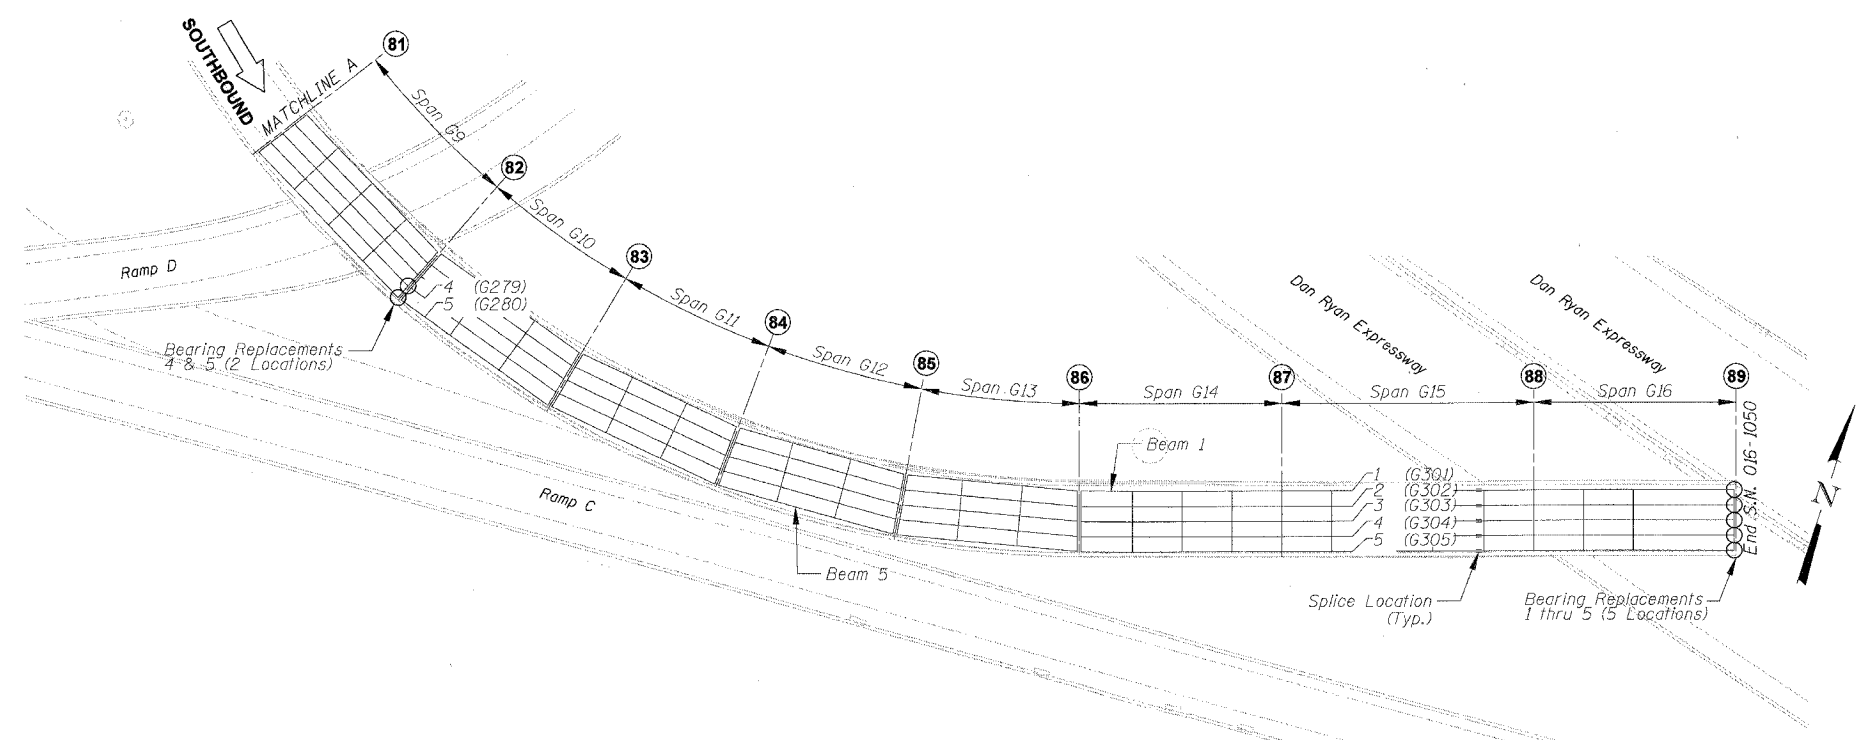 SOUTHBOUND
MATCHLINE A
81
Span G9
82
Span G10
83
Span G11
84
Span G12
85
Span G13
86
Span G14
87
Span G15
88
Span G16
89
Ramp D
4 (G279)
5 (G280)
Bearing Replacements
4 & 5 (2 Locations)
Dan Ryan Expressway
Dan Ryan Expressway
Beam 1
1 (G301)
2 (G302)
3 (G303)
4 (G304)
5 (G305)
End S.N. 016-1050
N
Ramp C
Beam 5
Splice Location
(Typ.)
Bearing Replacements
1 thru 5 (5 Locations)